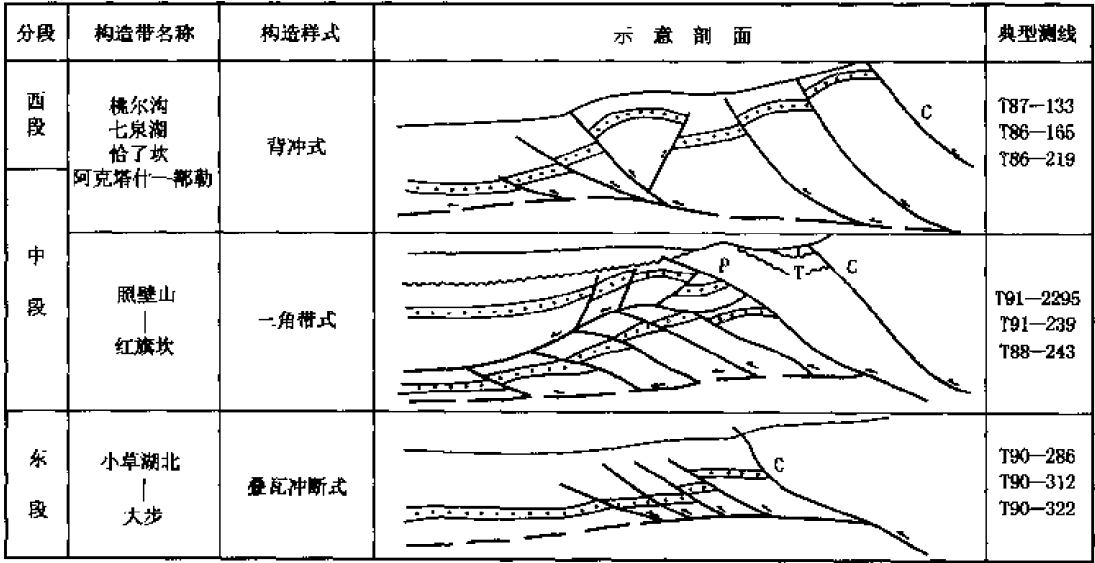 分段 构造带名称 构造样式 示意剖面 典型测线
西段
桃尔沟
七泉湖
恰了坎
阿克塔什一鄯勒
背冲式
C
T87—133
T86—165
T86—219
中段
照壁山
|
红旗坎
三角带式
P
J
T
C
T91—2295
T91—239
T88—243
东段
小草湖北
|
大步
叠瓦冲断式
C
T90—286
T90—312
T90—322